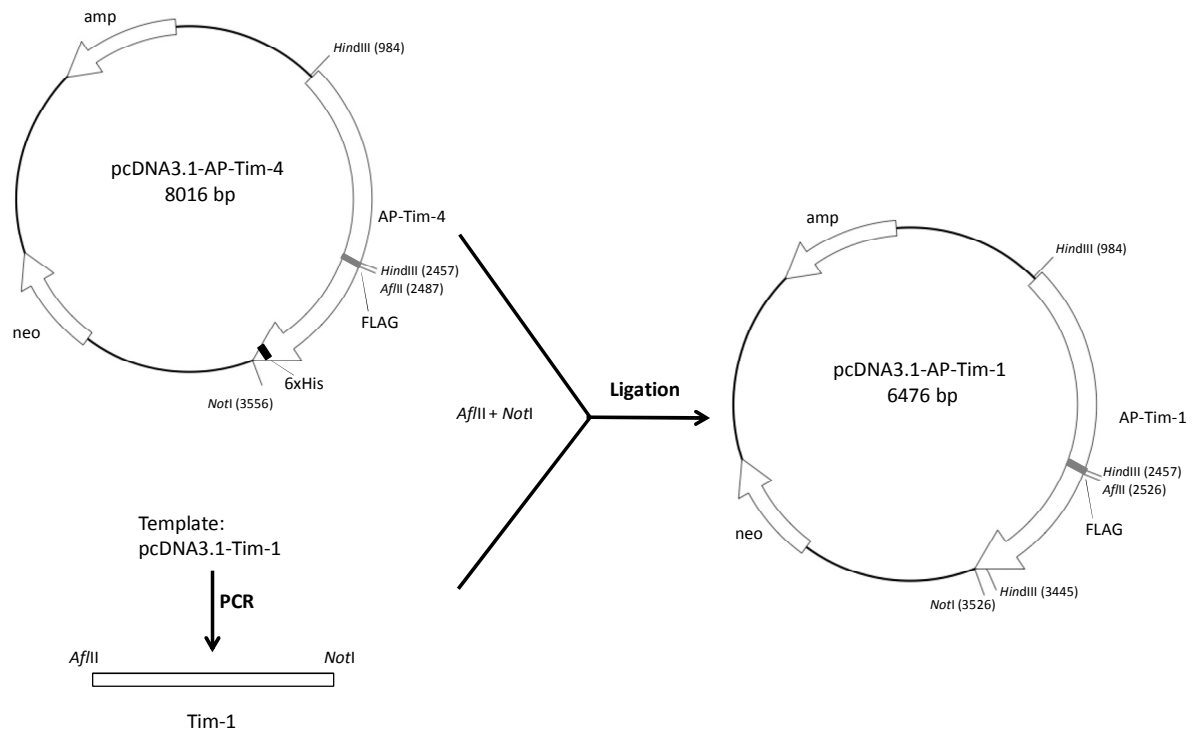 amp
HindIII (984)
pcDNA3.1-AP-Tim-4
8016 bp
AP-Tim-4
HindIII (2457)
AflII (2487)
FLAG
neo
6xHis
NotI (3556)
AflII + NotI
Ligation
Template:
pcDNA3.1-Tim-1
PCR
AflII
NotI
Tim-1
amp
HindIII (984)
pcDNA3.1-AP-Tim-1
6476 bp
AP-Tim-1
HindIII (2457)
AflII (2526)
FLAG
neo
HindIII (3445)
NotI (3526)